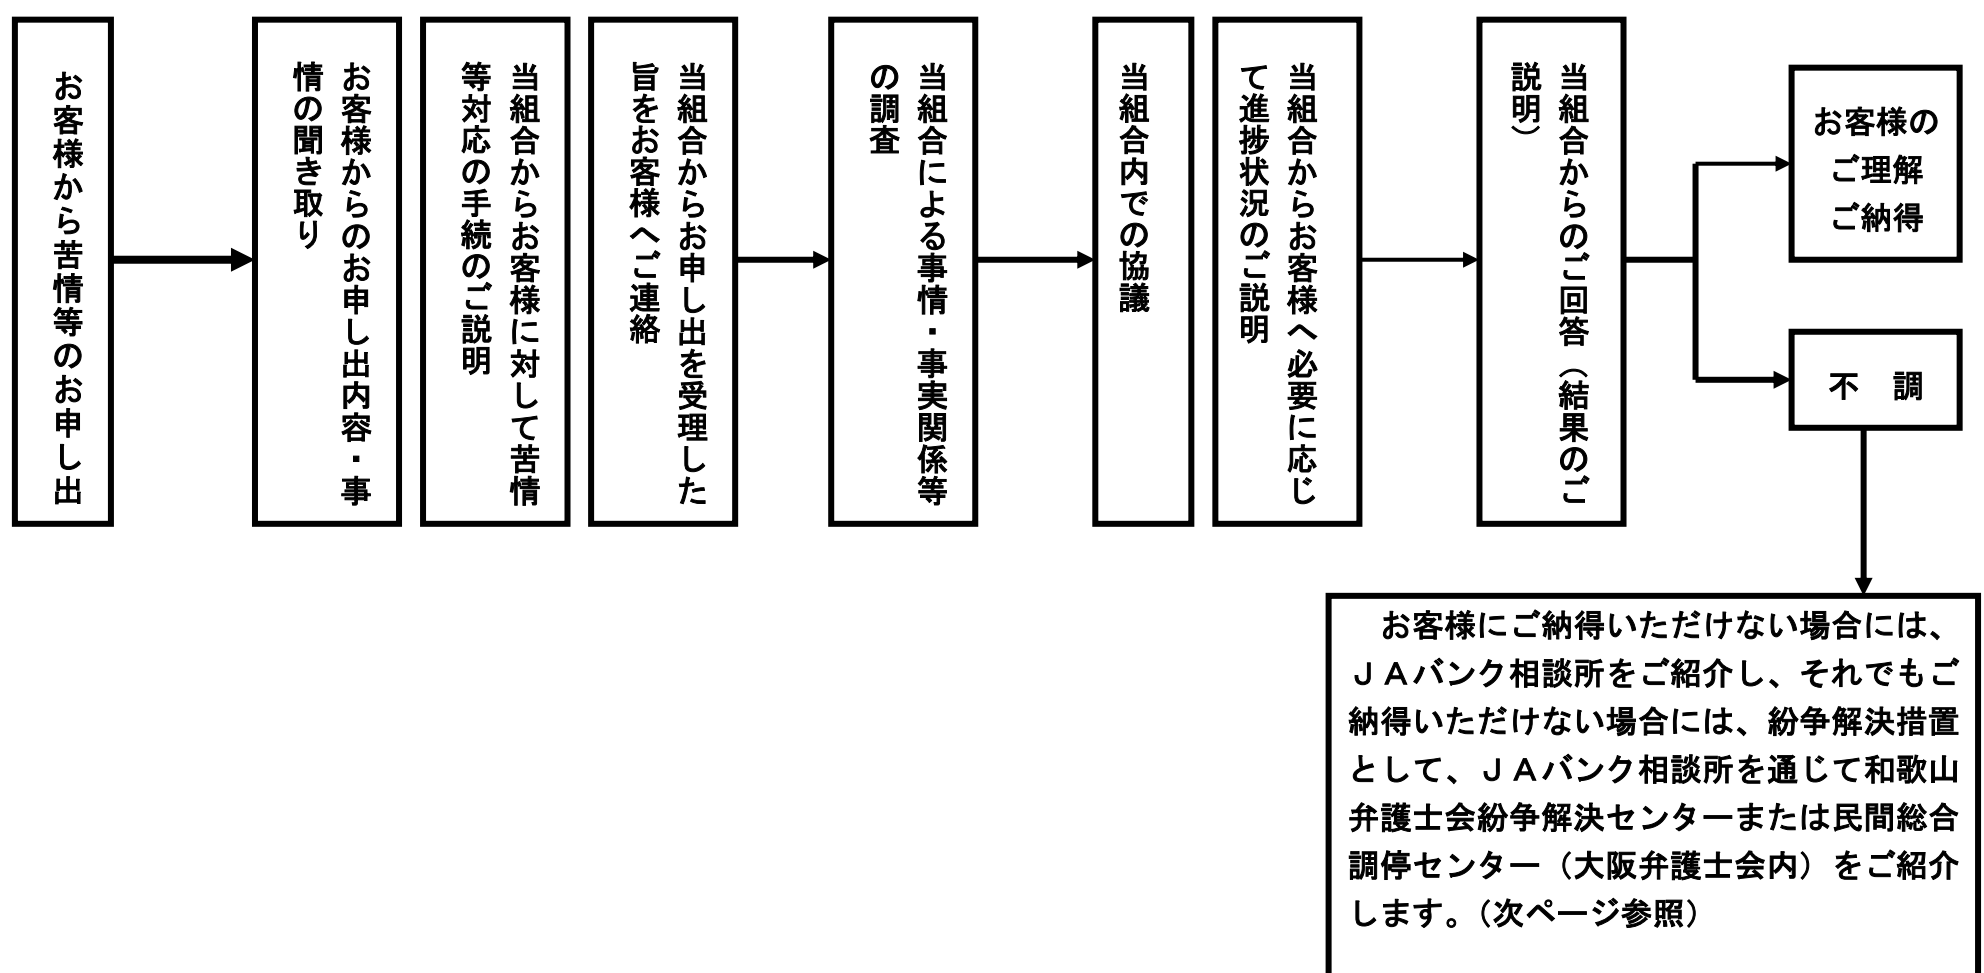 お客様から苦情等のお申し出
お客様からのお申し出内容・事
情の聞き取り
当組合からお客様に対して苦情
等対応の手続のご説明
当組合からお申し出を受理した
旨をお客様へご連絡
当組合による事情・事実関係等
の調査
当組合内での協議
当組合からお客様へ必要に応じ
て進捗状況のご説明
当組合からのご回答（結果のご
説明）
お客様の
ご理解
ご納得
不　調
　お客様にご納得いただけない場合には、
ＪＡバンク相談所をご紹介し、それでもご
納得いただけない場合には、紛争解決措置
として、ＪＡバンク相談所を通じて和歌山
弁護士会紛争解決センターまたは民間総合
調停センター（大阪弁護士会内）をご紹介
します。（次ページ参照）